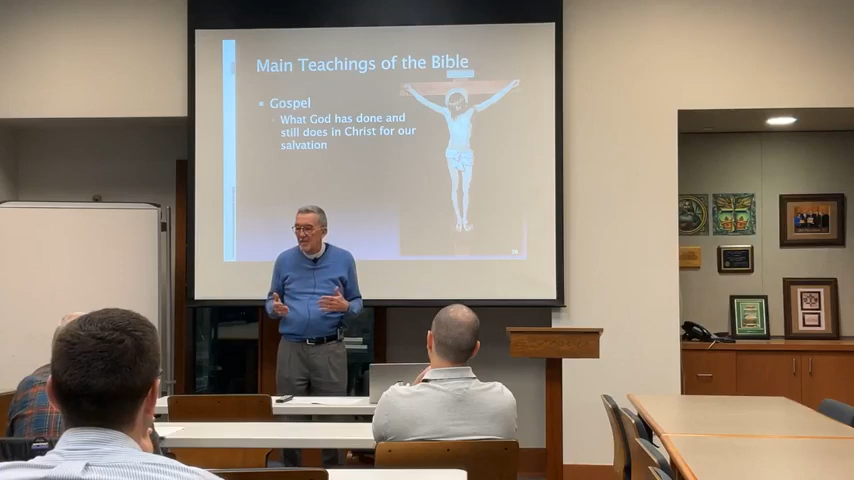 Main Teachings of the Bible
• Gospel
What God has done and
still does in Christ for our
salvation